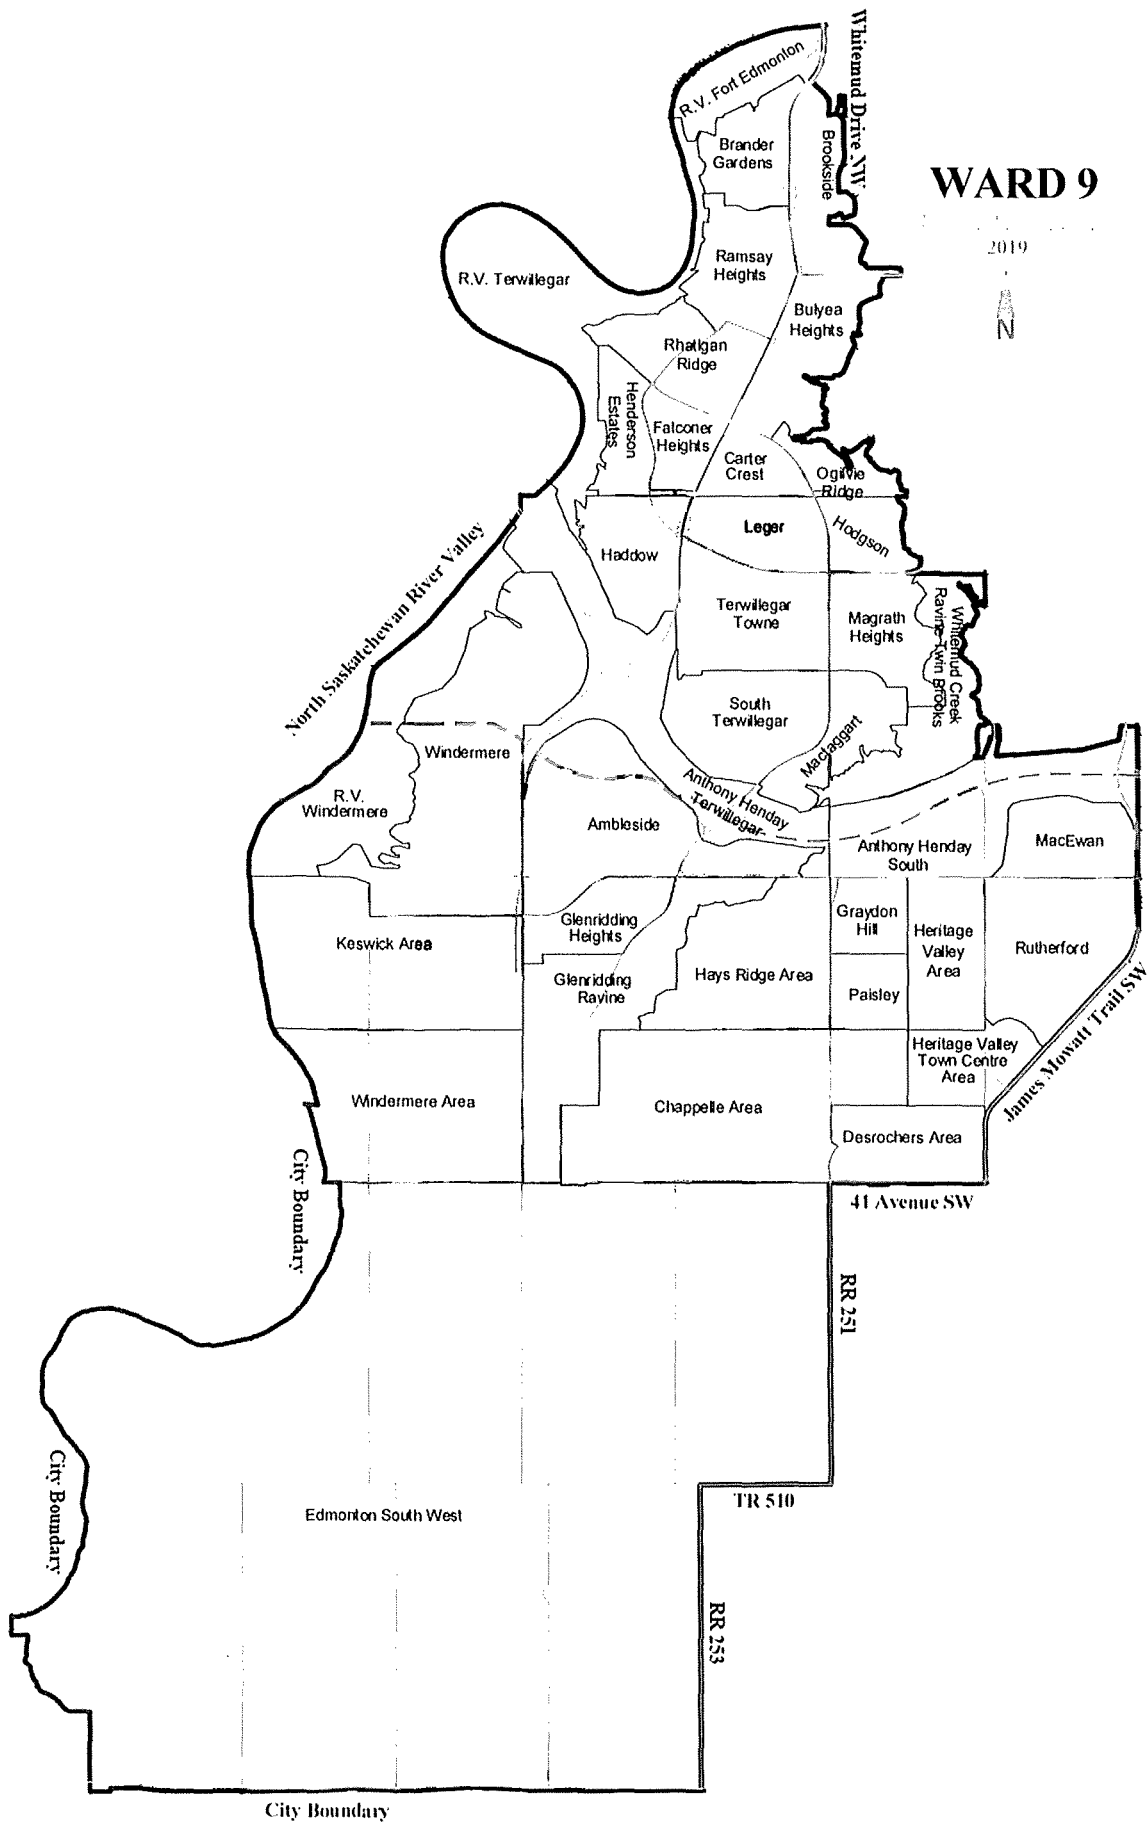 WARD 9
2019
N
Whitemud Drive NW
R.V. Fort Edmonton
Brander
Gardens
Brookside
Ramsay
Heights
R.V. Terwillegar
Bulyea
Heights
Rhatigan
Ridge
Henderson
Estates
Falconer
Heights
Carter
Crest
Ogilvie
Ridge
Leger
Hodgson
Haddow
North Saskatchewan River Valley
Terwillegar
Towne
Magrath
Heights
Whitemud Creek
Ravine Twin Brooks
South
Terwillegar
Mactaggart
Windermere
R.V.
Windermere
Anthony Henday
Terwillegar
Ambleside
Anthony Henday
South
MacEwan
Glenridding
Heights
Graydon
Hill
Heritage
Valley
Area
Rutherford
Keswick Area
Hays Ridge Area
Glenridding
Ravine
Paisley
James Mowatt Trail SW
Heritage Valley
Town Centre
Area
Windermere Area
Chappelle Area
Desrochers Area
City Boundary
41 Avenue SW
RR 251
City Boundary
TR 510
Edmonton South West
RR 253
City Boundary